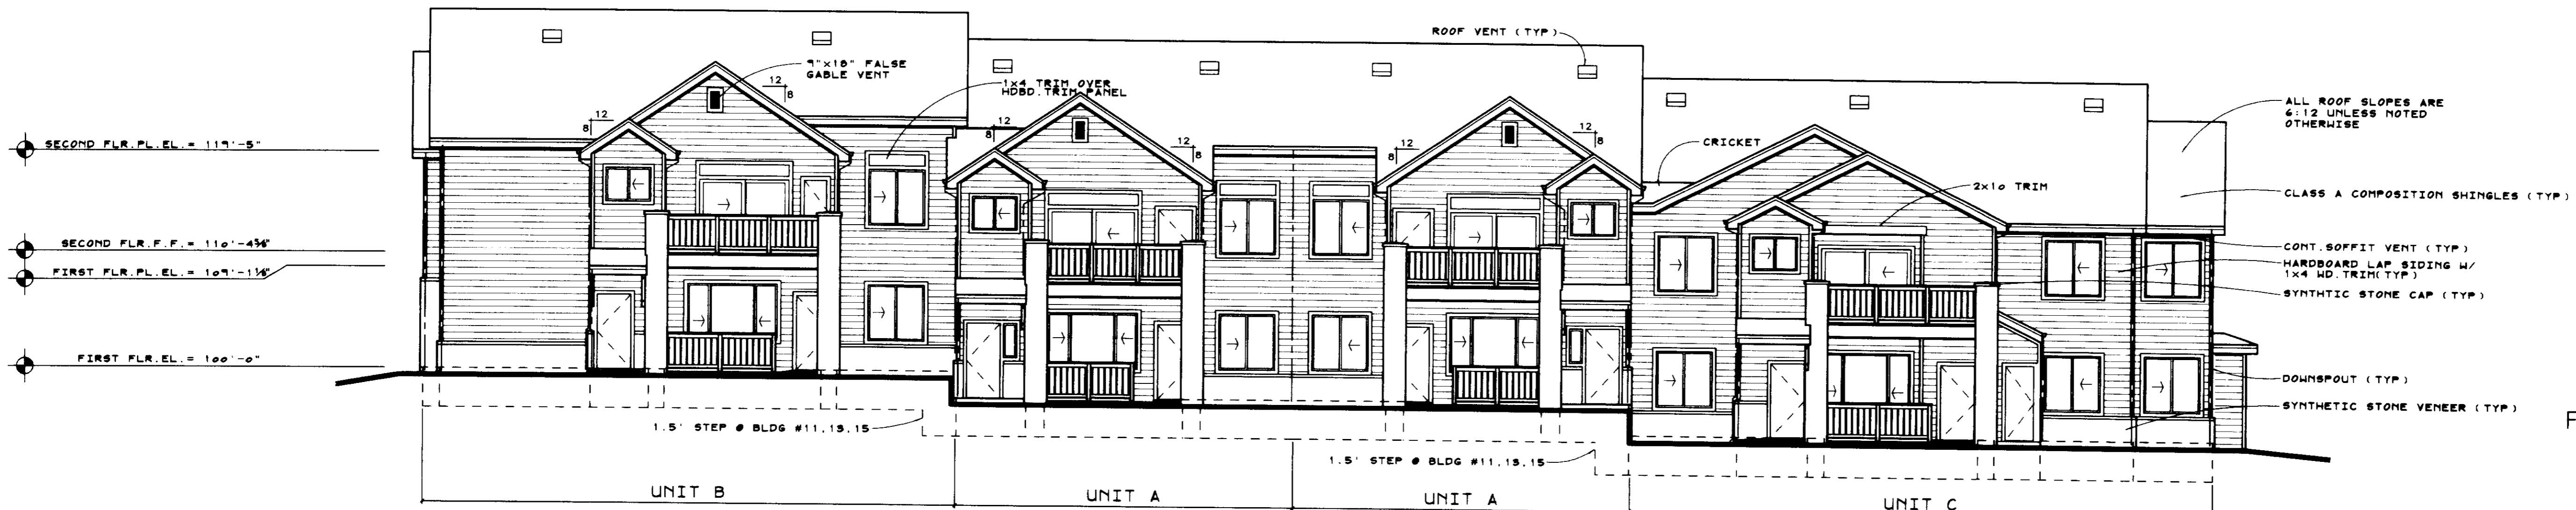 ROOF VENT (TYP)
9"x18" FALSE
GABLE VENT
12
8
1x4 TRIM OVER
HDBD. TRIM PANEL
12
8
12
8
12
8
12
8
12
8
ALL ROOF SLOPES ARE
6:12 UNLESS NOTED
OTHERWISE
CRICKET
SECOND FLR.PL.EL.= 119'-5"
2x10 TRIM
CLASS A COMPOSITION SHINGLES (TYP)
SECOND FLR.F.F.= 110'-4⅜"
CONT.SOFFIT VENT (TYP)
FIRST FLR.PL.EL.= 109'-1⅛"
HARDBOARD LAP SIDING W/
1x4 WD.TRIM(TYP)
SYNTHTIC STONE CAP (TYP)
FIRST FLR.EL.= 100'-0"
DOWNSPOUT (TYP)
SYNTHETIC STONE VENEER (TYP)
F
1.5' STEP @ BLDG #11,13,15
1.5' STEP @ BLDG #11,13,15
UNIT B
UNIT A
UNIT A
UNIT C